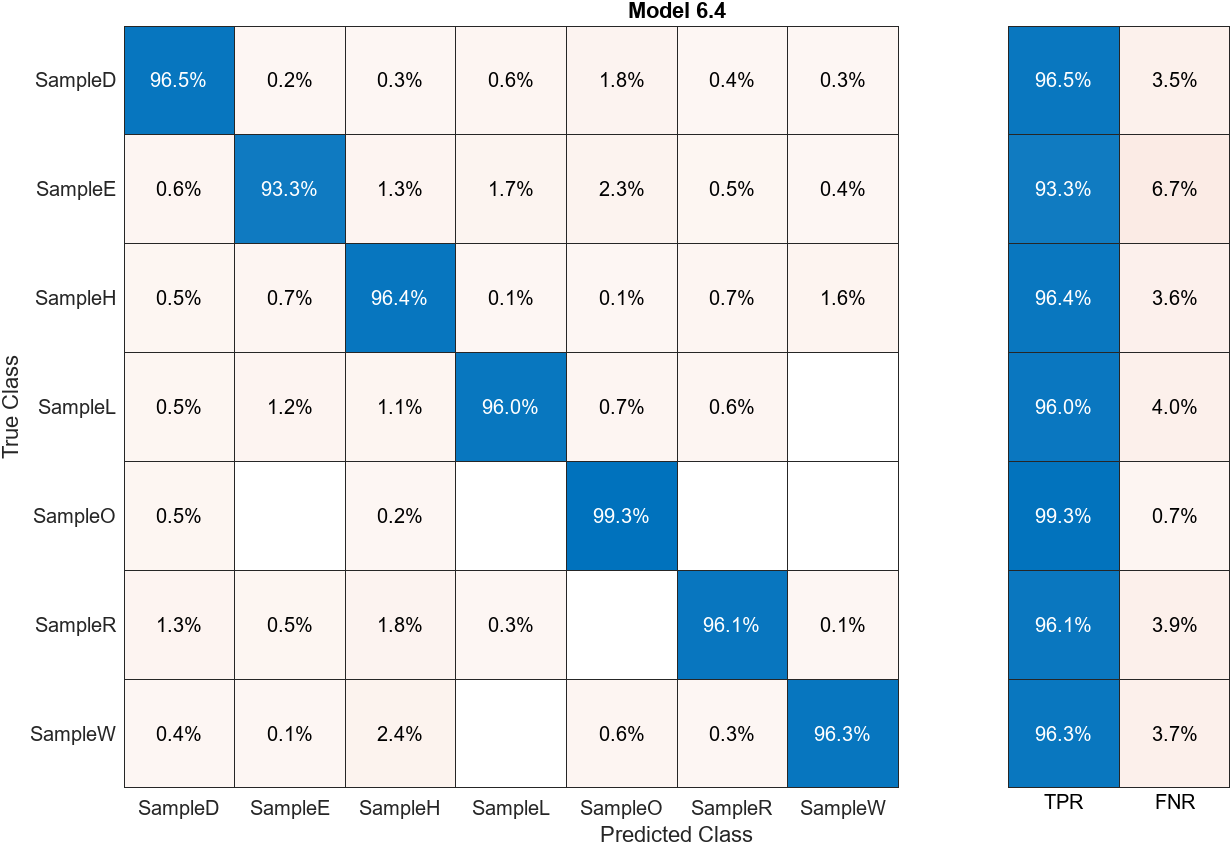 Model 6.4
SampleD 96.5% 0.2% 0.3% 0.6% 1.8% 0.4% 0.3% 96.5% 3.5%
SampleE 0.6% 93.3% 1.3% 1.7% 2.3% 0.5% 0.4% 93.3% 6.7%
SampleH 0.5% 0.7% 96.4% 0.1% 0.1% 0.7% 1.6% 96.4% 3.6%
SampleL 0.5% 1.2% 1.1% 96.0% 0.7% 0.6% 96.0% 4.0%
SampleO 0.5% 0.2% 99.3% 99.3% 0.7%
SampleR 1.3% 0.5% 1.8% 0.3% 96.1% 0.1% 96.1% 3.9%
SampleW 0.4% 0.1% 2.4% 0.6% 0.3% 96.3% 96.3% 3.7%
True Class
SampleD SampleE SampleH SampleL SampleO SampleR SampleW TPR FNR
Predicted Class